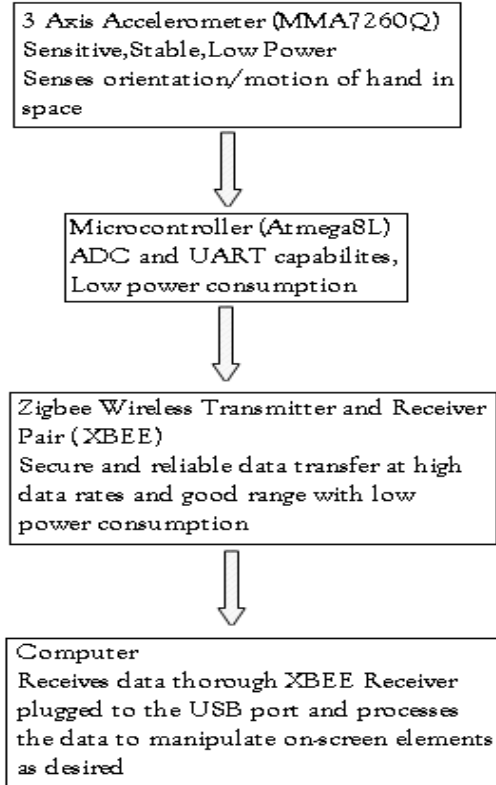 3 Axis Accelerometer (MMA7260Q)
Sensitive,Stable,Low Power
Senses orientation/motion of hand in
space
Microcontroller (Atmega8L)
ADC and UART capabilites,
Low power consumption
Zigbee Wireless Transmitter and Receiver
Pair ( XBEE)
Secure and reliable data transfer at high
data rates and good range with low
power consumption
Computer
Receives data thorough XBEE Receiver
plugged to the USB port and processes
the data to manipulate on-screen elements
as desired